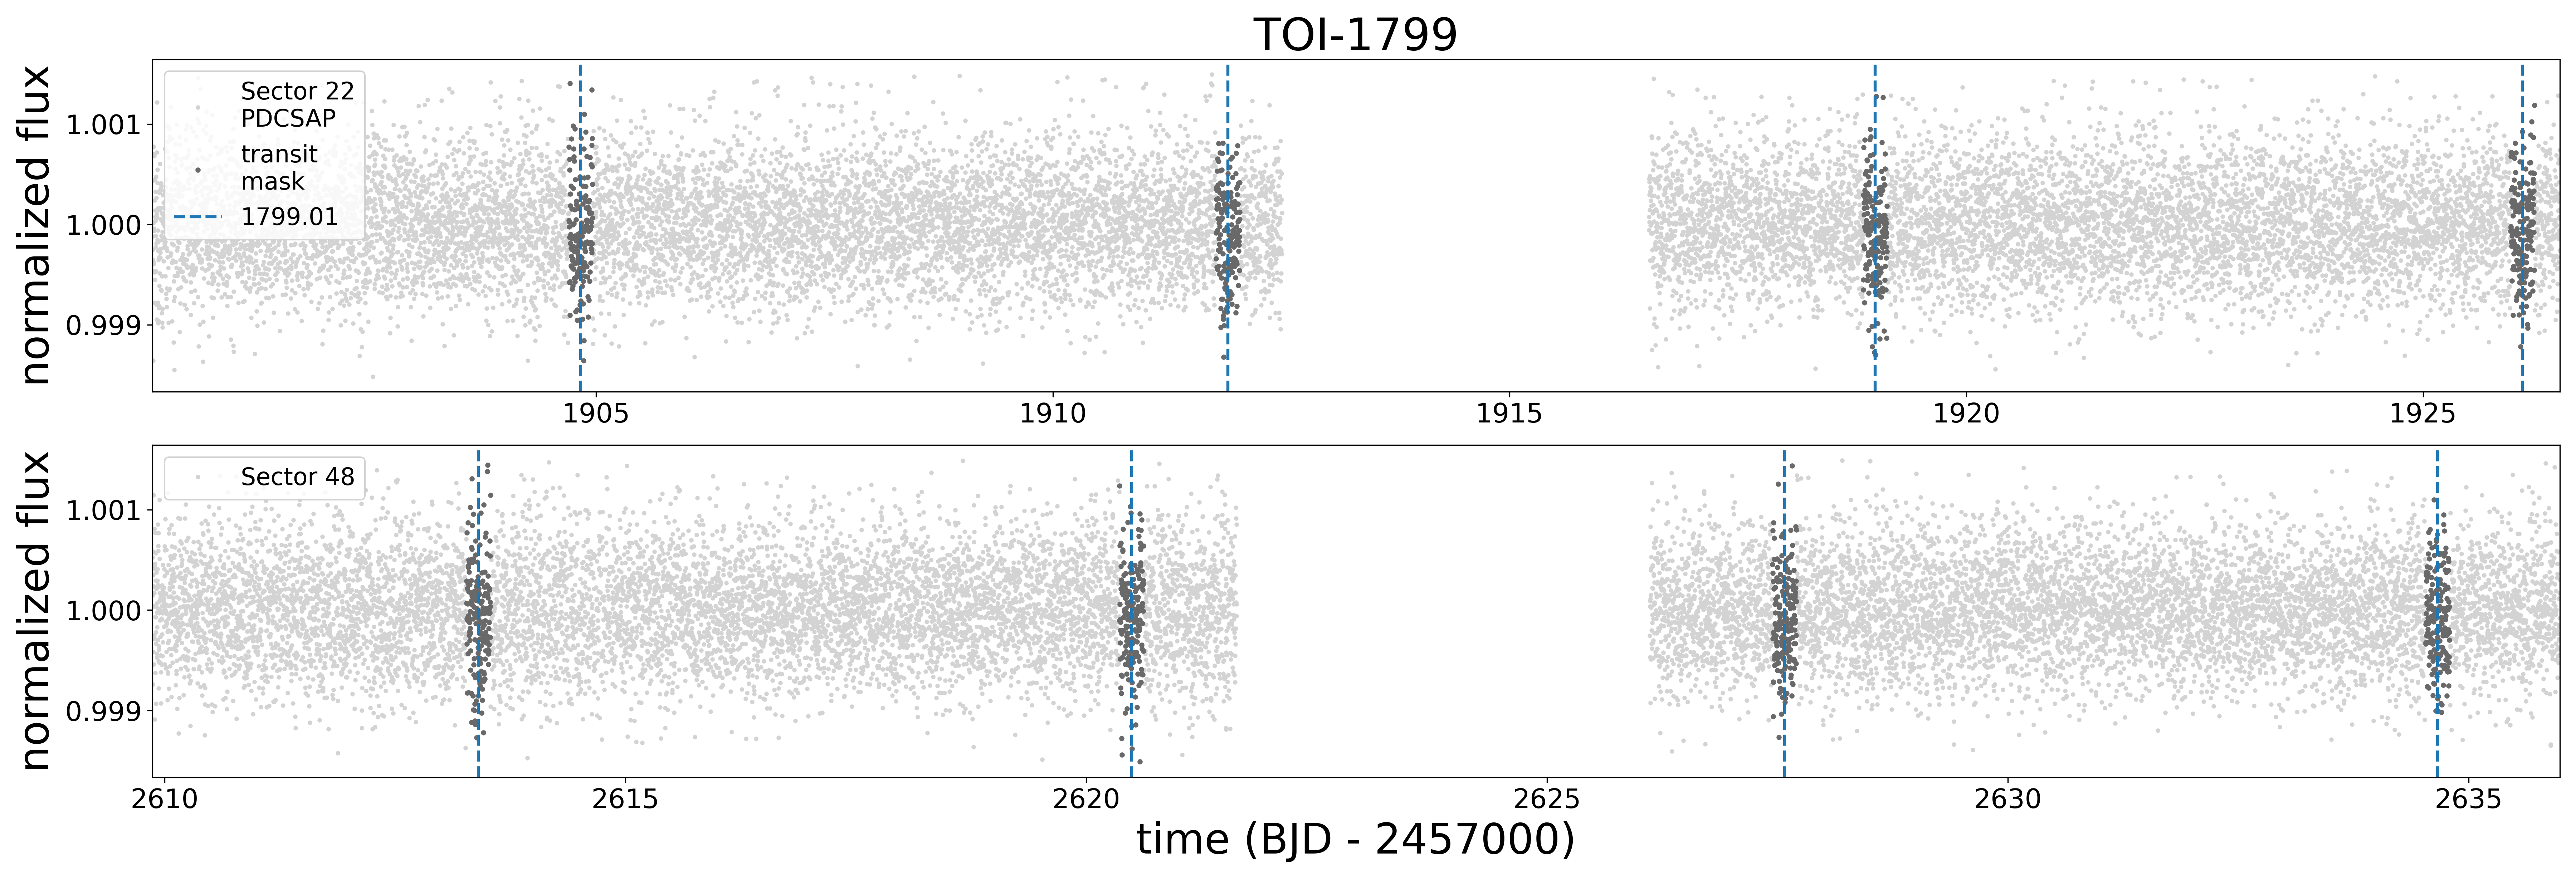 TOI-1799
normalized flux
1.001
1.000
0.999
Sector 22
PDCSAP
transit
mask
1799.01
1905
1910
1915
1920
1925
normalized flux
1.001
1.000
0.999
Sector 48
2610
2615
2620
2625
2630
2635
time (BJD - 2457000)